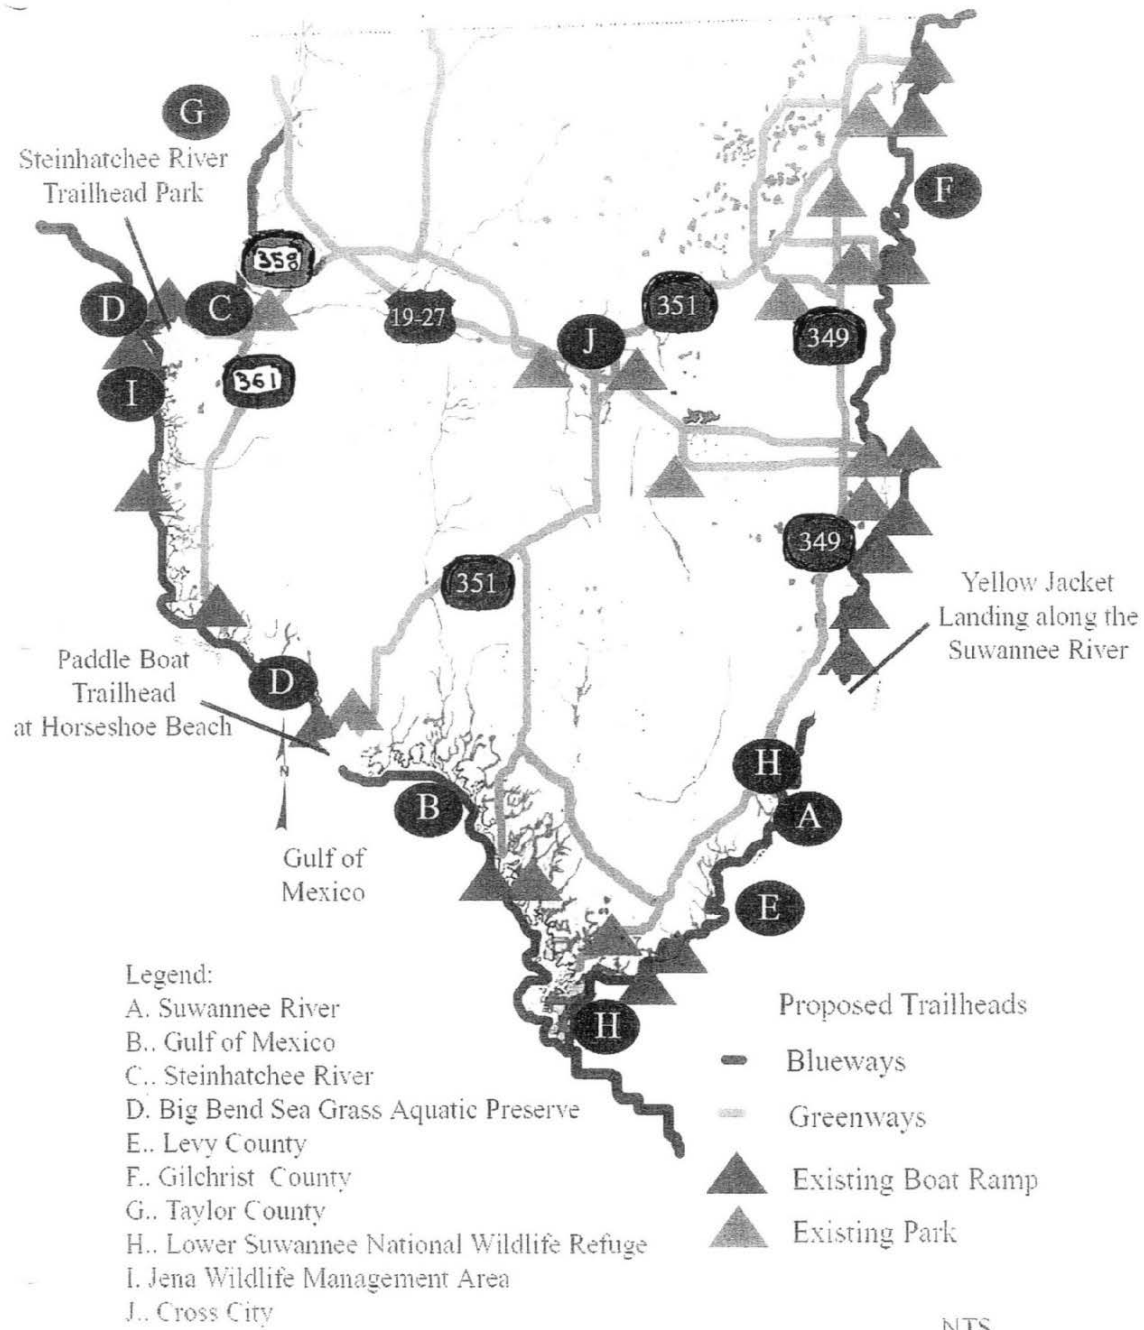 G
Steinhatchee River
Trailhead Park
F
358
D
C
19-27
351
J
349
361
I
349
351
Yellow Jacket
Landing along the
Suwannee River
Paddle Boat
Trailhead
at Horseshoe Beach
D
N
H
B
A
Gulf of
Mexico
E
H
Legend:
A. Suwannee River
B.. Gulf of Mexico
C.. Steinhatchee River
D. Big Bend Sea Grass Aquatic Preserve
E.. Levy County
F.. Gilchrist County
G.. Taylor County
H.. Lower Suwannee National Wildlife Refuge
I. Jena Wildlife Management Area
J.. Cross City
Proposed Trailheads
Blueways
Greenways
Existing Boat Ramp
Existing Park
NTS